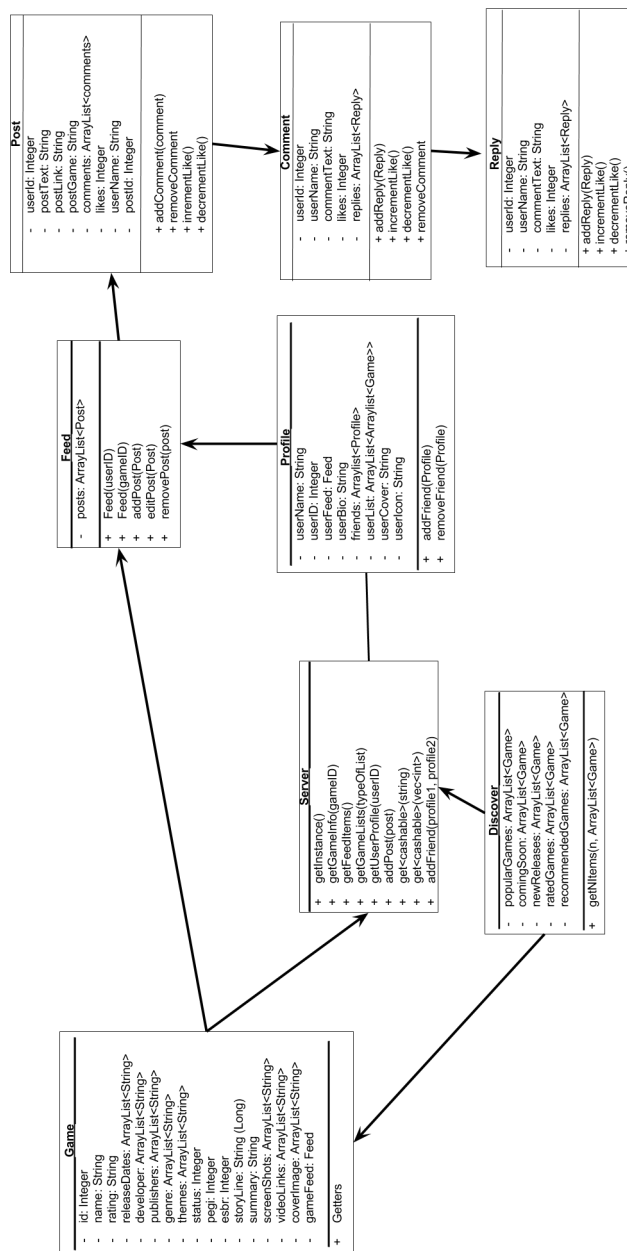 Game
- id: Integer
- name: String
- rating: String
- releaseDates: ArrayList<String>
- developer: ArrayList<String>
- publishers: ArrayList<String>
- genre: ArrayList<String>
- themes: ArrayList<String>
- status: Integer
- pegi: Integer
- esbr: Integer
- storyLine: String (Long)
- summary: String
- screenShots: ArrayList<String>
- videoLinks: ArrayList<String>
- coverImage: ArrayList<String>
- gameFeed: Feed
+ Getters
Server
+ getInstance()
+ getGameInfo(gameID)
+ getFeedItems()
+ getGameLists(typeOfList)
+ getUserProfile(userID)
+ addPost(post)
+ get<cashable>(string)
+ get<cashable>(vec<int>)
+ addFriend(profile1, profile2)
Discover
- popularGames: ArrayList<Game>
- comingSoon: ArrayList<Game>
- newReleases: ArrayList<Game>
- ratedGames: ArrayList<Game>
- recommendedGames: ArrayList<Game>
+ getNItems(n, ArrayList<Game>)
Feed
- posts: ArrayList<Post>
+ Feed(userID)
+ Feed(gameID)
+ addPost(Post)
+ editPost(Post)
+ removePost(post)
Profile
- userName: String
- userID: Integer
- userFeed: Feed
- userBio: String
- friends: Arraylist<Profile>
- userList: ArrayList<Arraylist<Game>>
- userCover: String
- userIcon: String
+ addFriend(Profile)
+ removeFriend(Profile)
Post
- userId: Integer
- postText: String
- postLink: String
- postGame: String
- comments: ArrayList<comments>
- likes: Integer
- userName: String
- postId: Integer
+ addComment(comment)
+ removeComment
+ inrementLike()
+ decrementLike()
Comment
- userId: Integer
- userName: String
- commentText: String
- likes: Integer
- replies: ArrayList<Reply>
+ addReply(Reply)
+ incrementLike()
+ decrementLike()
+ removeComment
Reply
- userId: Integer
- userName: String
- commentText: String
- likes: Integer
- replies: ArrayList<Reply>
+ addReply(Reply)
+ incrementLike()
+ decrementLike()